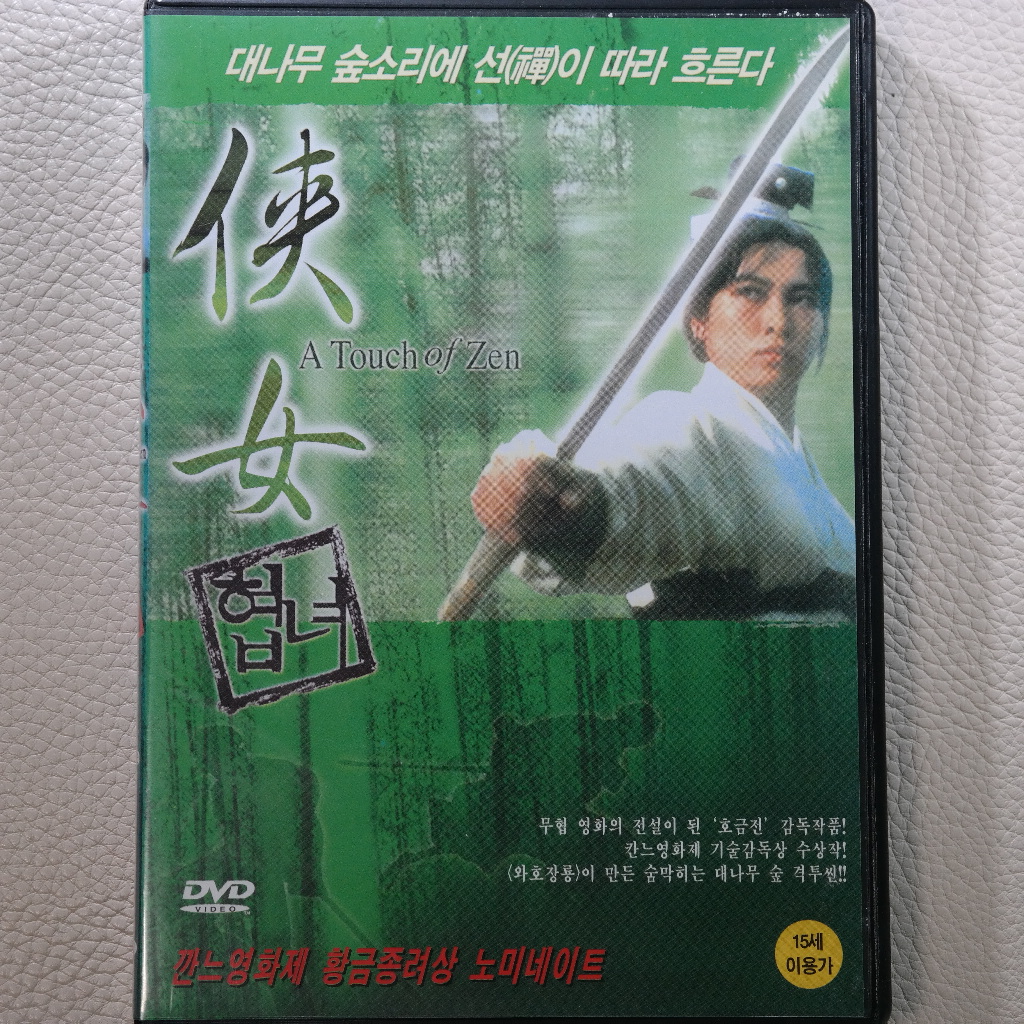 대나무 숲소리에 선(禪)이 따라 흐른다
俠女
A Touch of Zen
협녀
무협 영화의 전설이 된 '호금전' 감독작품!
칸느영화제 기술감독상 수상작!
〈와호장룡〉이 만든 숨막히는 대나무 숲 격투씬!!
DVD
VIDEO
깐느영화제 황금종려상 노미네이트
15세
이용가